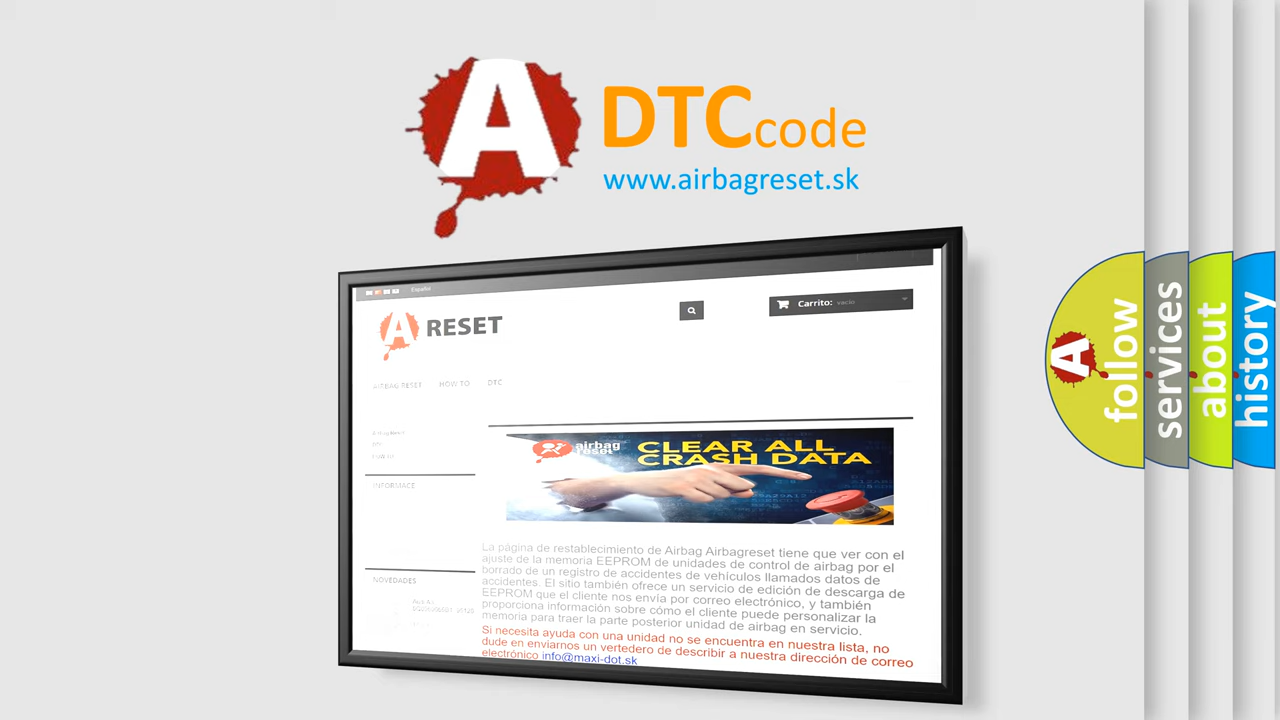 A
DTCcode
www.airbagreset.sk
Español
A RESET
Carrito: vacío
AIRBAG RESET HOW TO DTC
INFORMACE
airbag
reset
CLEAR ALL
CRASH DATA
La página de restablecimiento de Airbag Airbagreset tiene que ver con el
ajuste de la memoria EEPROM de unidades de control de airbag por el
borrado de un registro de accidentes de vehículos llamados datos de
accidentes. El sitio también ofrece un servicio de edición de descarga de
EEPROM que el cliente nos envía por correo electrónico, y también
proporciona información sobre cómo el cliente puede personalizar la
memoria para traer la parte posterior unidad de airbag en servicio.
Si necesita ayuda con una unidad no se encuentra en nuestra lista, no
dude en enviarnos un vertedero de describir a nuestra dirección de correo
electrónico info@maxi-dot.sk
NOVEDADES
A
follow
services
about
history